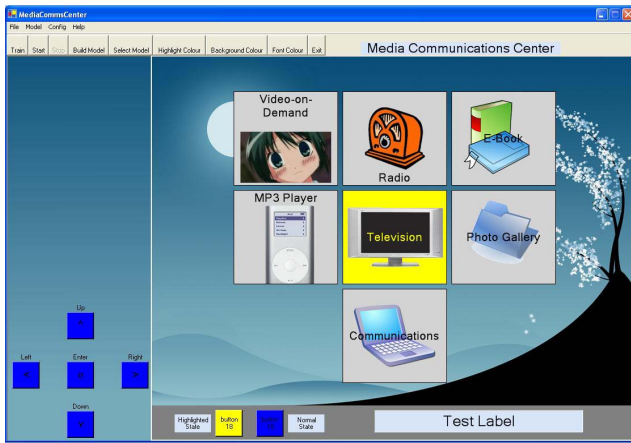 MediaCommsCenter
File Model Config Help
Train Start Stop Build Model Select Model Highlight Colour Background Colour Font Colour Exit
Media Communications Center
Video-on-
Demand
Radio
E-Book
MP3 Player
Television
Photo Gallery
Communications
Up
^
Left
Enter
Right
<
>
Down
v
Highlighted
State
button
18
Normal
State
Test Label